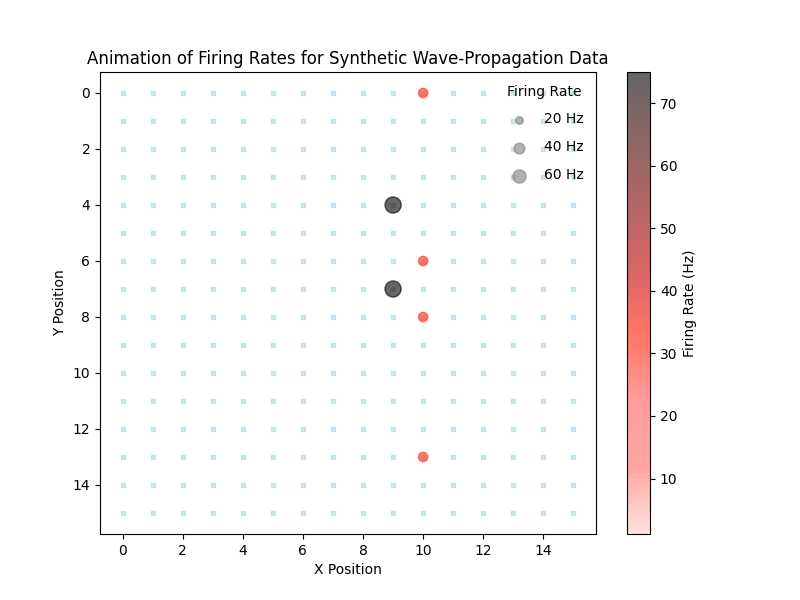 Animation of Firing Rates for Synthetic Wave-Propagation Data
Firing Rate
20 Hz
40 Hz
60 Hz
0
2
4
6
8
10
12
14
Y Position
0 2 4 6 8 10 12 14
X Position
70
60
50
40
30
20
10
Firing Rate (Hz)